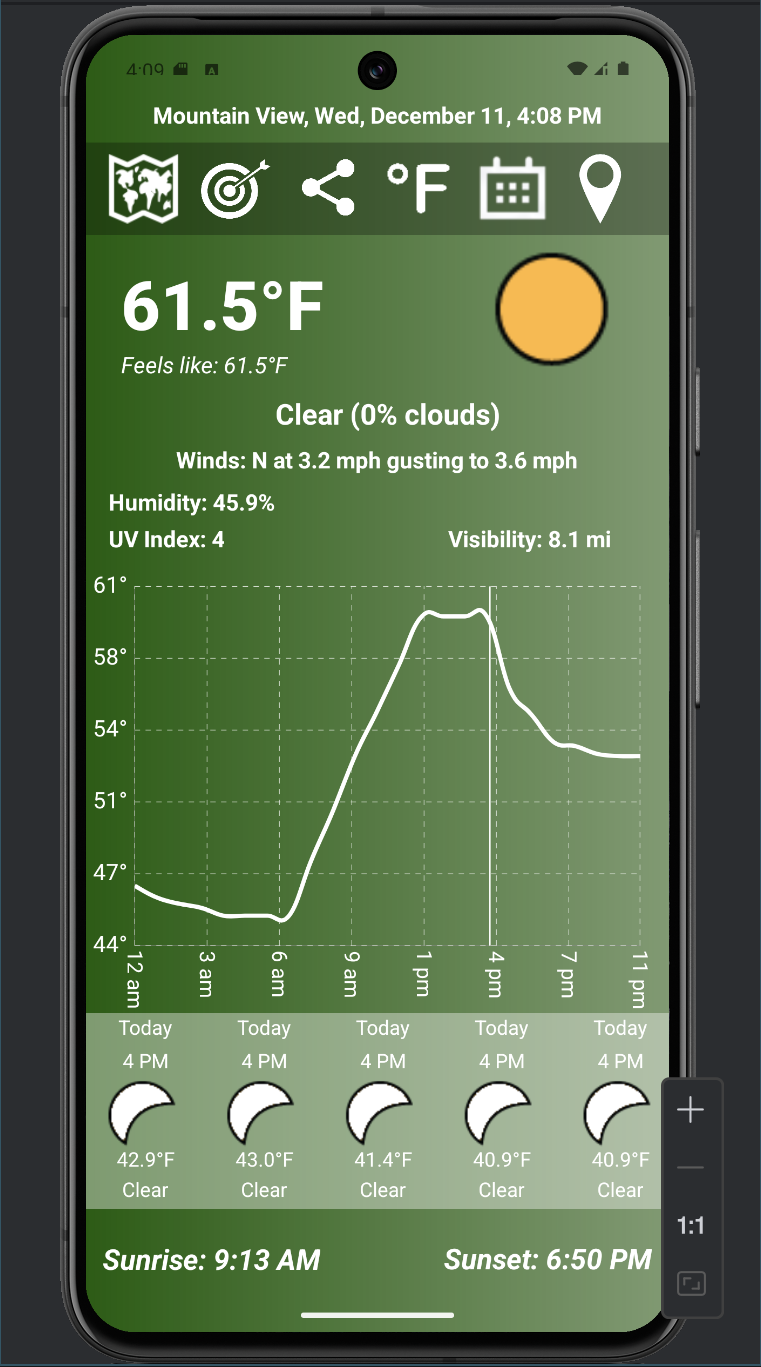 4:09 A
Mountain View, Wed, December 11, 4:08 PM
°F
61.5°F
Feels like: 61.5°F
Clear (0% clouds)
Winds: N at 3.2 mph gusting to 3.6 mph
Humidity: 45.9%
UV Index: 4 Visibility: 8.1 mi
61°
58°
54°
51°
47°
44°
12 am 3 am 6 am 9 am 1 pm 4 pm 7 pm 11 pm
Today Today Today Today Today
4 PM 4 PM 4 PM 4 PM 4 PM
42.9°F 43.0°F 41.4°F 40.9°F 40.9°F
Clear Clear Clear Clear Clear
Sunrise: 9:13 AM Sunset: 6:50 PM
1:1